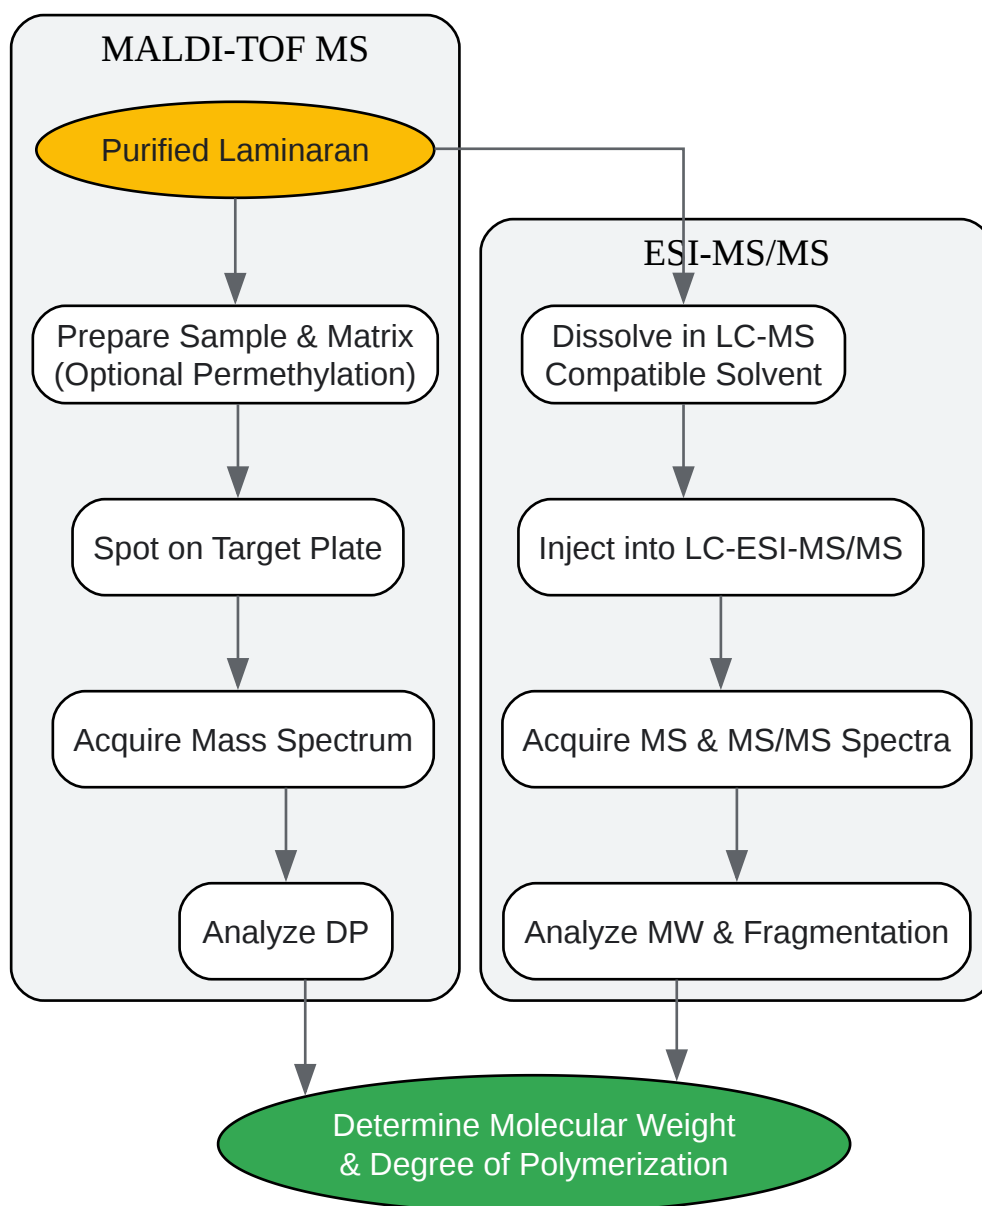 MALDI-TOF MS
Purified Laminaran
Prepare Sample & Matrix
(Optional Permethylation)
Spot on Target Plate
Acquire Mass Spectrum
Analyze DP
ESI-MS/MS
Dissolve in LC-MS
Compatible Solvent
Inject into LC-ESI-MS/MS
Acquire MS & MS/MS Spectra
Analyze MW & Fragmentation
Determine Molecular Weight
& Degree of Polymerization